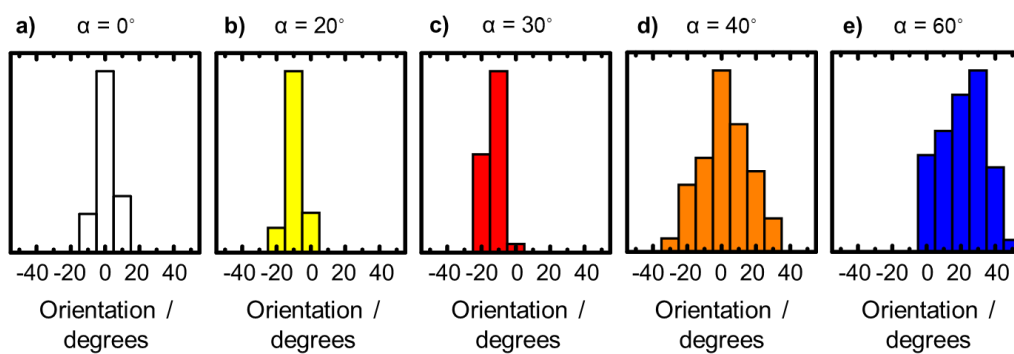 a) α = 0° b) α = 20° c) α = 30° d) α = 40° e) α = 60°
-40 -20 0 20 40 -40 -20 0 20 40 -40 -20 0 20 40 -40 -20 0 20 40 -40 -20 0 20 40
Orientation / Orientation / Orientation / Orientation / Orientation /
degrees degrees degrees degrees degrees